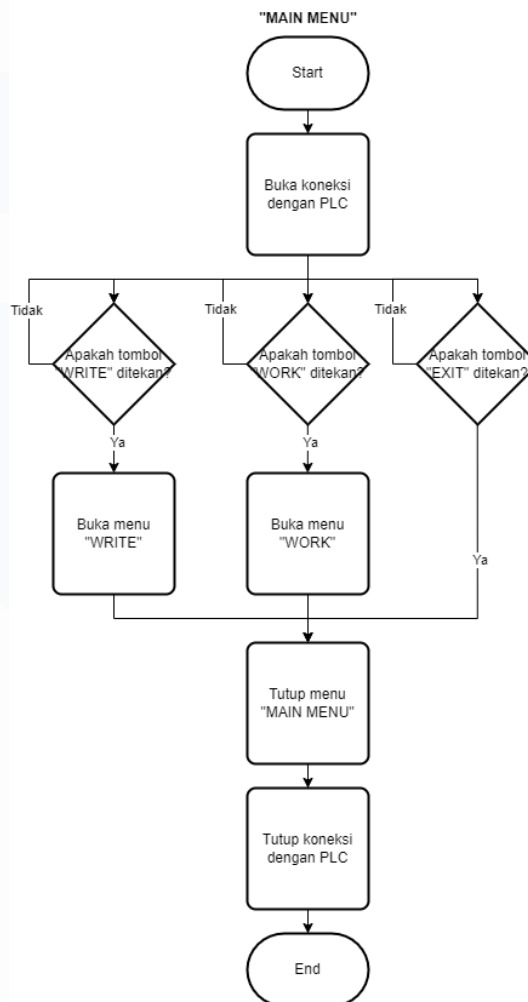 "MAIN MENU"
Start
Buka koneksi
dengan PLC
Tidak
Tidak
Tidak
Apakah tombol
"WRITE" ditekan?
Apakah tombol
"WORK" ditekan?
Apakah tombol
"EXIT" ditekan?
Ya
Ya
Buka menu
"WRITE"
Buka menu
"WORK"
Ya
Tutup menu
"MAIN MENU"
Tutup koneksi
dengan PLC
End